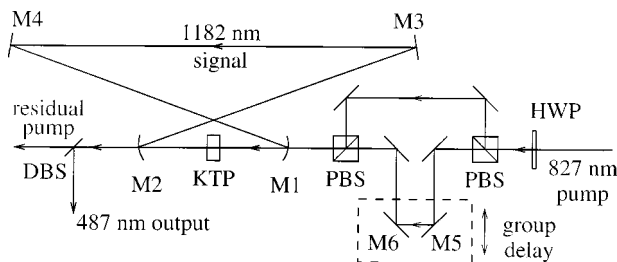 M4
1182 nm
signal
M3
residual
pump
HWP
DBS
M2
KTP
M1
PBS
PBS
827 nm
pump
487 nm output
M6
M5
group
delay